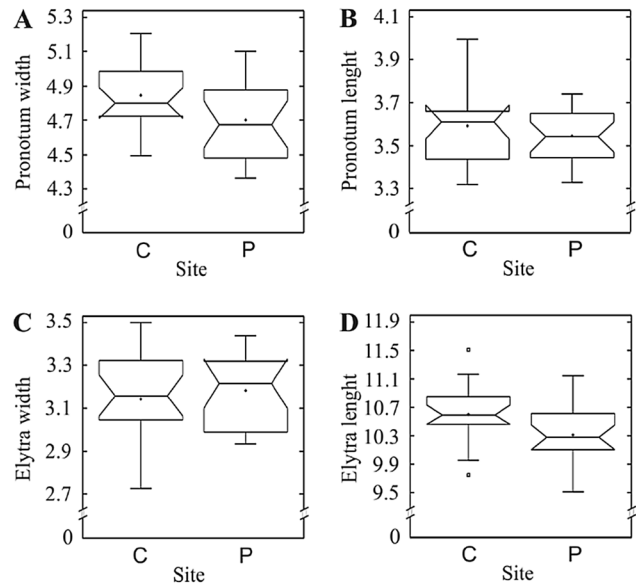 A
Pronotum width
5.3
5.1
4.9
4.7
4.5
4.3
0
C P
Site
B
Pronotum lenght
4.1
3.9
3.7
3.5
3.3
0
C P
Site
C
Elytra width
3.5
3.3
3.1
2.9
2.7
0
C P
Site
D
Elytra lenght
11.9
11.5
11.1
10.7
10.3
9.9
9.5
0
C P
Site